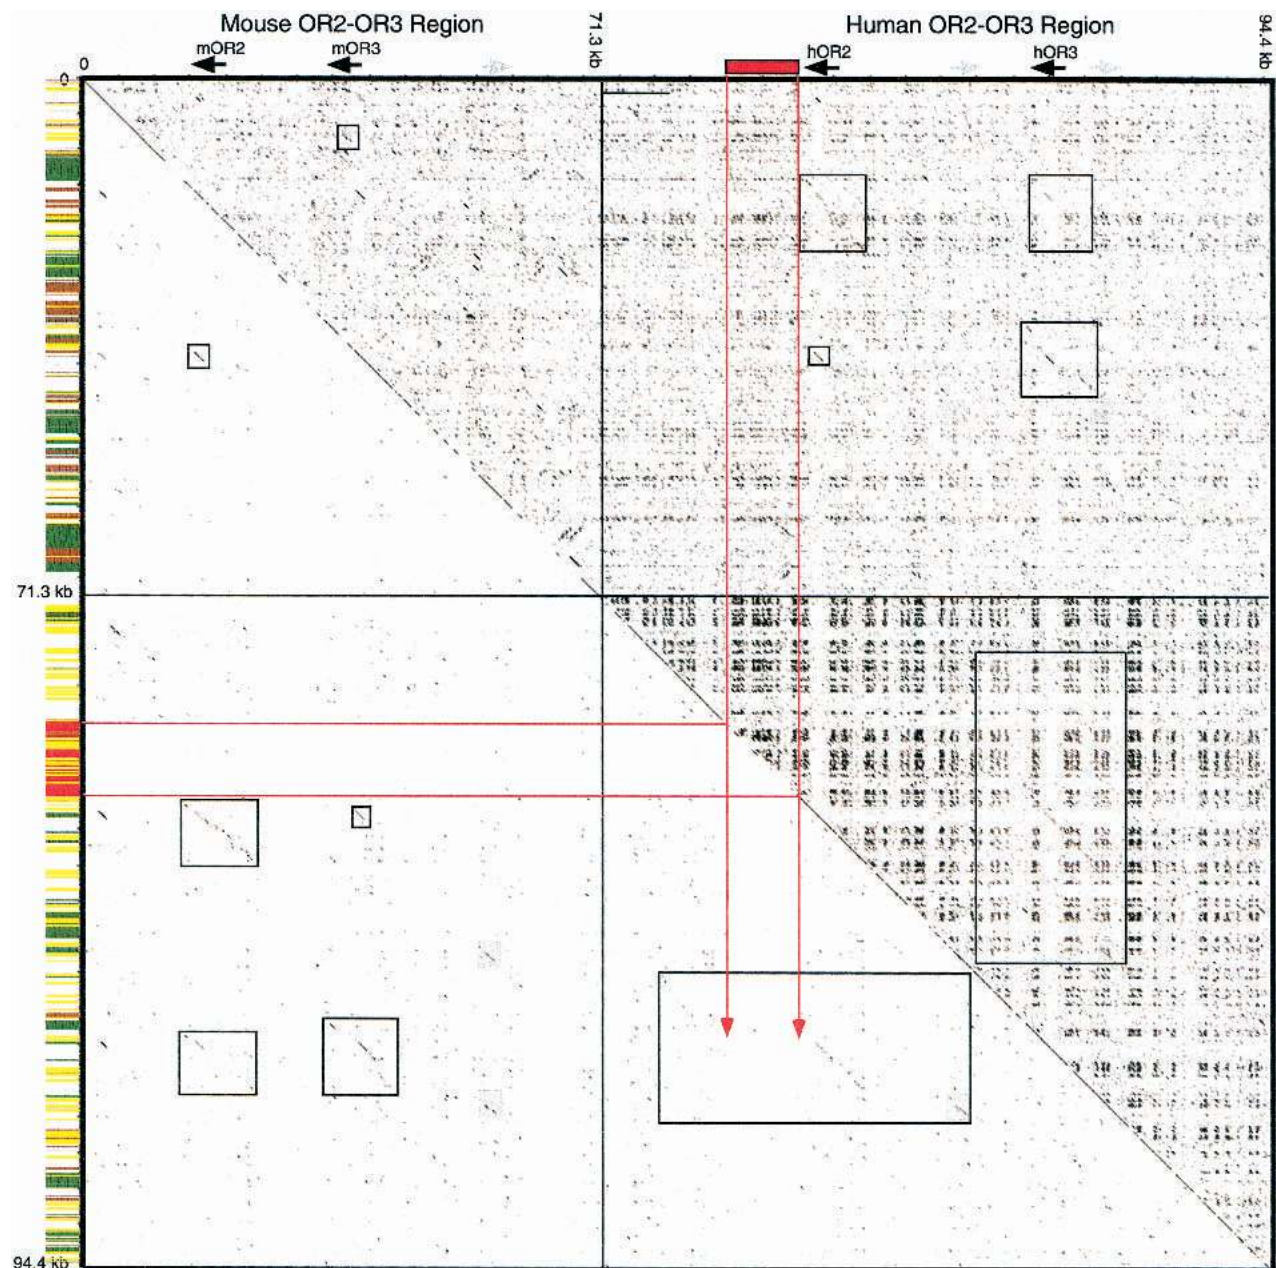 Mouse OR2-OR3 Region
Human OR2-OR3 Region
71.3 kb
94.4 kb
mOR2
mOR3
hOR2
hOR3
0
0
71.3 kb
94.4 kb